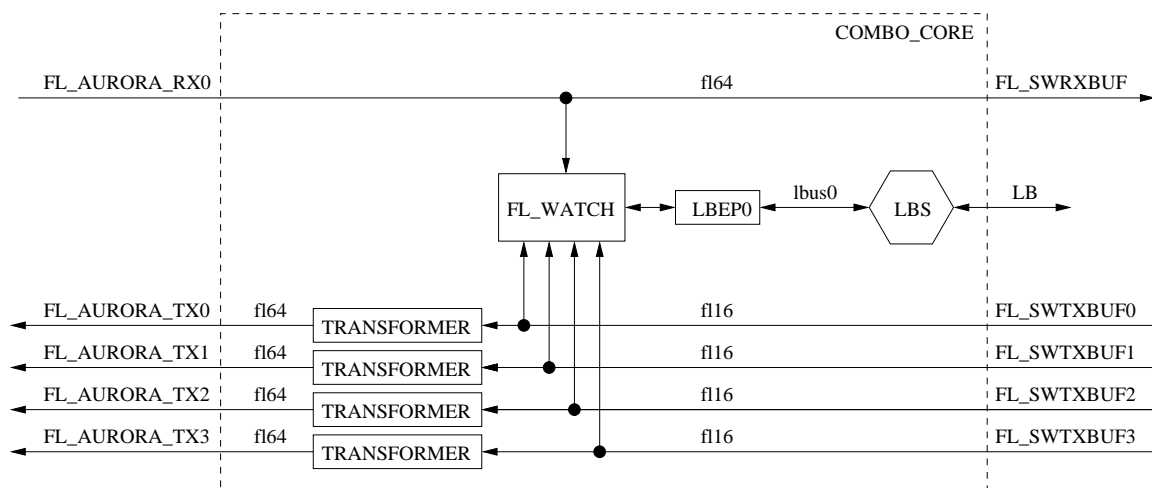 COMBO_CORE
FL_AURORA_RX0 fl64 FL_SWRXBUF
FL_WATCH LBEP0 lbus0 LBS LB
FL_AURORA_TX0 fl64 TRANSFORMER fl16 FL_SWTXBUF0
FL_AURORA_TX1 fl64 TRANSFORMER fl16 FL_SWTXBUF1
FL_AURORA_TX2 fl64 TRANSFORMER fl16 FL_SWTXBUF2
FL_AURORA_TX3 fl64 TRANSFORMER fl16 FL_SWTXBUF3